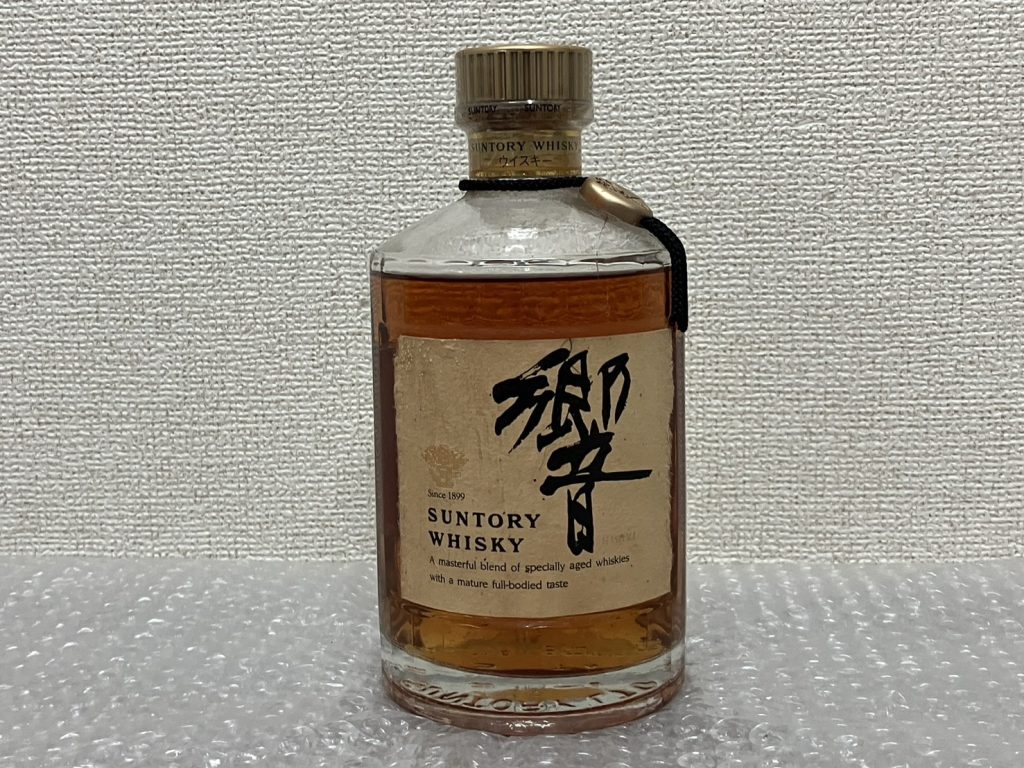 SUNTORY SUNTORY
SUNTORY WHISKY
ウイスキー
響
Since 1899
SUNTORY
WHISKY
A masterful blend of specially aged whiskies
with a mature full-bodied taste